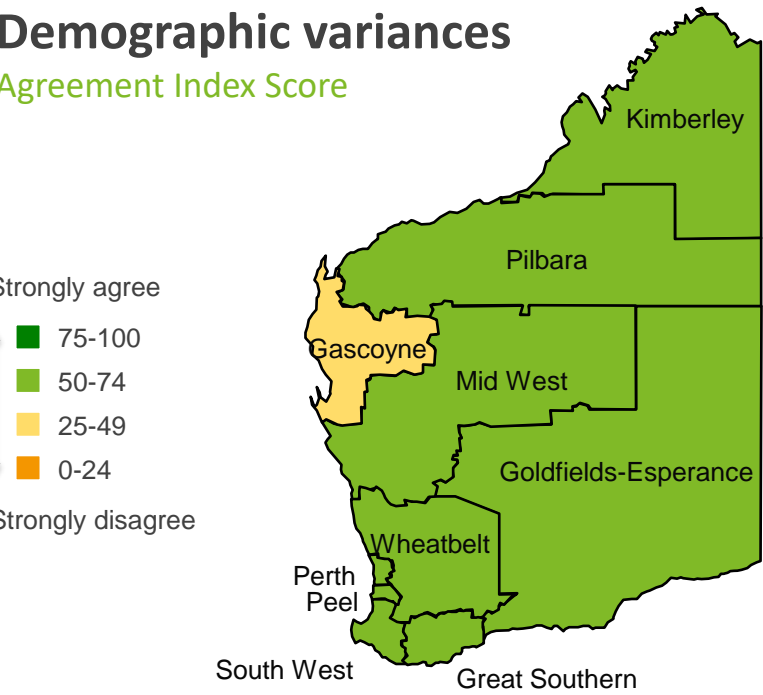 Demographic variances
Agreement Index Score
Strongly agree
75-100
50-74
25-49
0-24
Strongly disagree
Kimberley
Pilbara
Gascoyne
Mid West
Goldfields-Esperance
Wheatbelt
Perth
Peel
South West
Great Southern